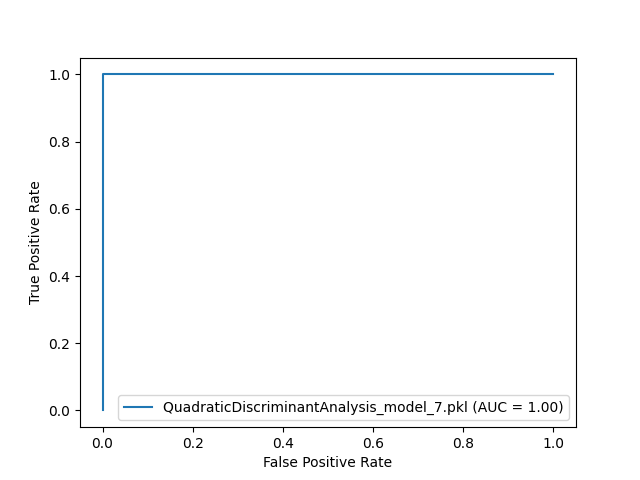 1.0
0.8
0.6
0.4
0.2
0.0
True Positive Rate
QuadraticDiscriminantAnalysis_model_7.pkl (AUC = 1.00)
0.0 0.2 0.4 0.6 0.8 1.0
False Positive Rate